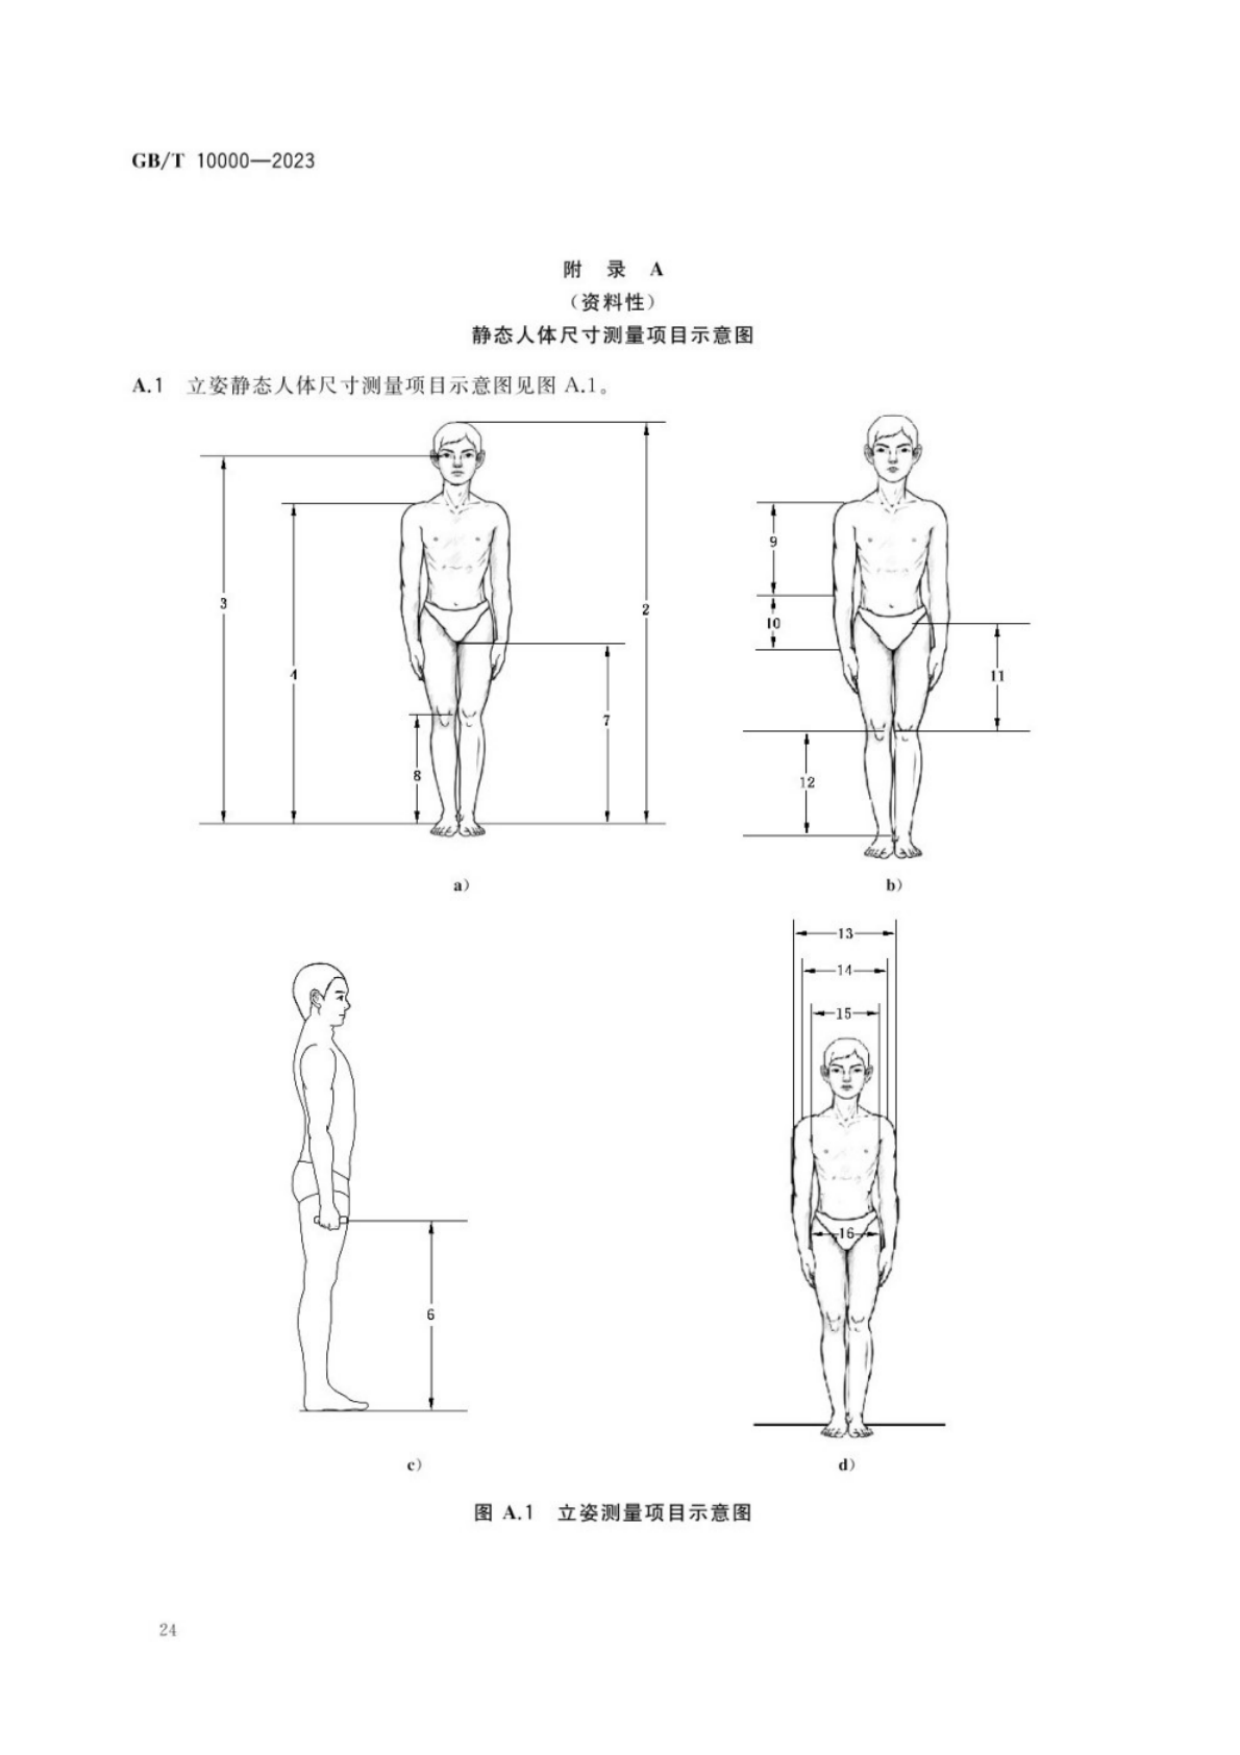 GB/T 10000—2023
附 录 A
（资料性）
静态人体尺寸测量项目示意图
A.1 立姿静态人体尺寸测量项目示意图见图 A.1。
3
4
2
7
8
a）
9
10
11
12
b）
6
c）
13
14
15
16
d）
图 A.1 立姿测量项目示意图
24